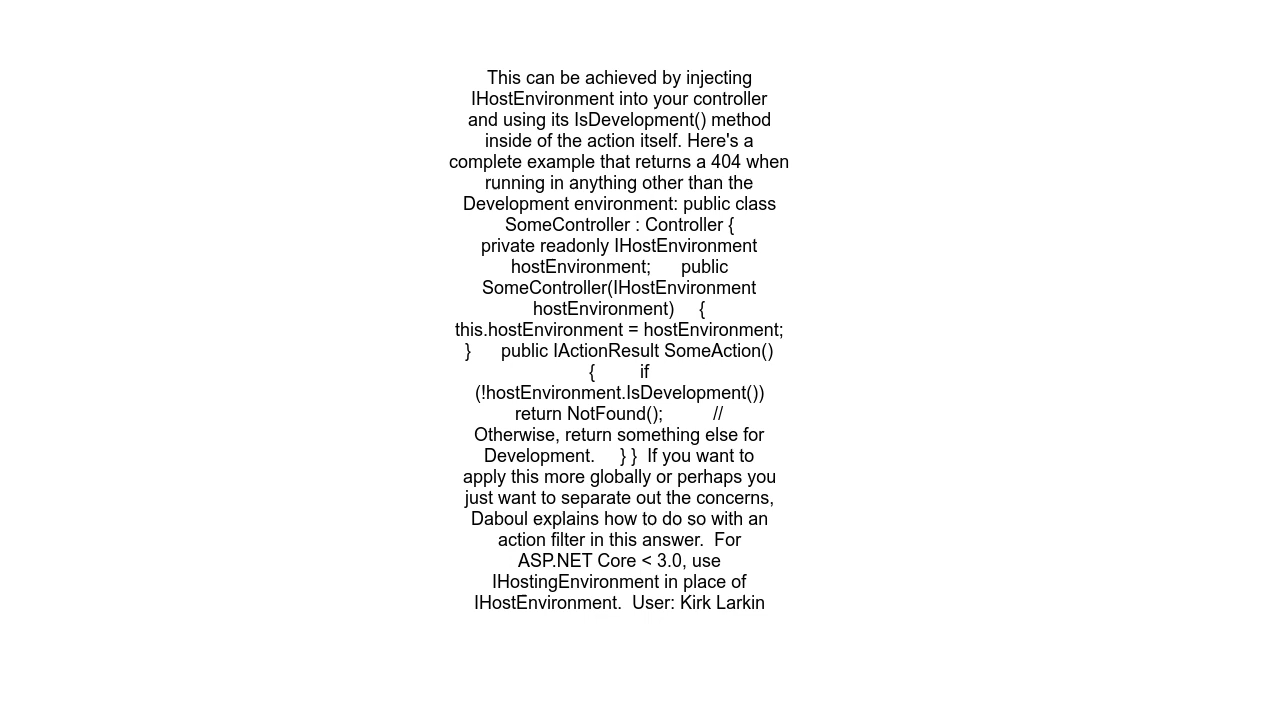 This can be achieved by injecting
IHostEnvironment into your controller
and using its IsDevelopment() method
inside of the action itself. Here's a
complete example that returns a 404 when
running in anything other than the
Development environment: public class
SomeController : Controller {
private readonly IHostEnvironment
hostEnvironment;      public
SomeController(IHostEnvironment
hostEnvironment)     {
this.hostEnvironment = hostEnvironment;
}      public IActionResult SomeAction()
{         if
(!hostEnvironment.IsDevelopment())
return NotFound();          //
Otherwise, return something else for
Development.     } }  If you want to
apply this more globally or perhaps you
just want to separate out the concerns,
Daboul explains how to do so with an
action filter in this answer.  For
ASP.NET Core < 3.0, use
IHostingEnvironment in place of
IHostEnvironment.  User: Kirk Larkin